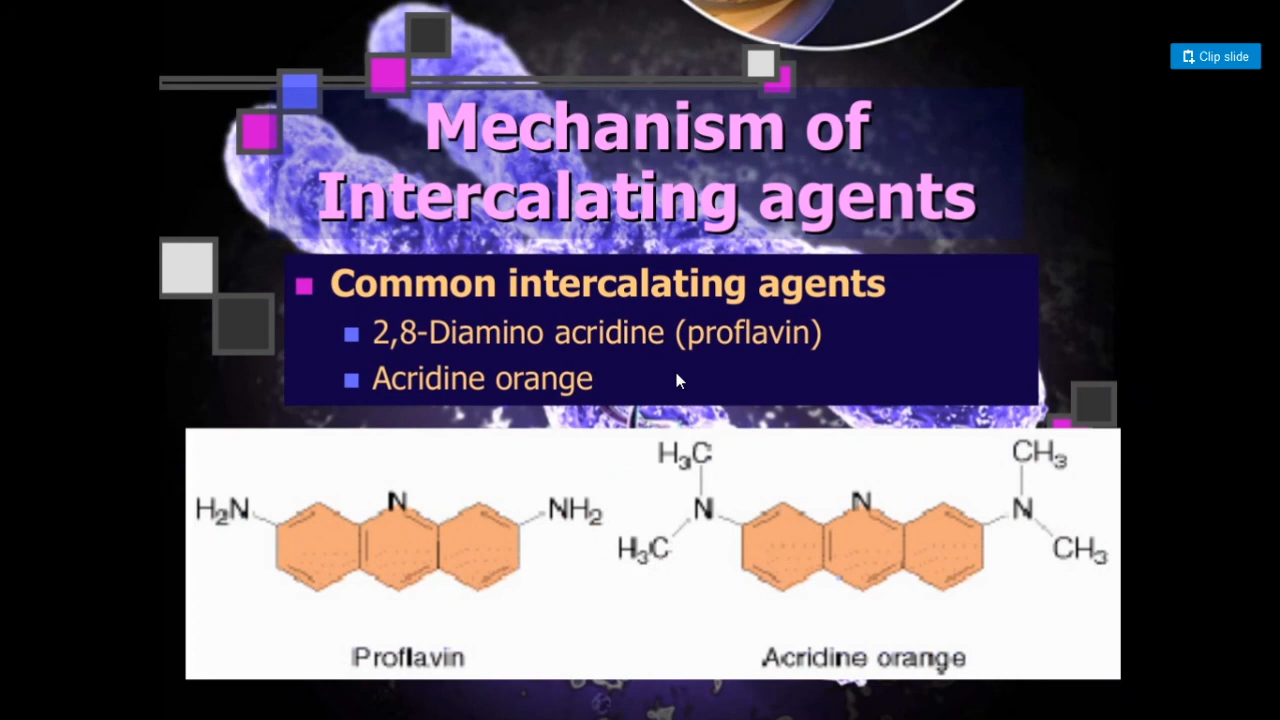 Clip slide
Mechanism of
Intercalating agents
Common intercalating agents
2,8-Diamino acridine (proflavin)
Acridine orange
H₃C
CH₃
H₂N
N
NH₂
N
N
N
H₃C
CH₃
Proflavin
Acridine orange